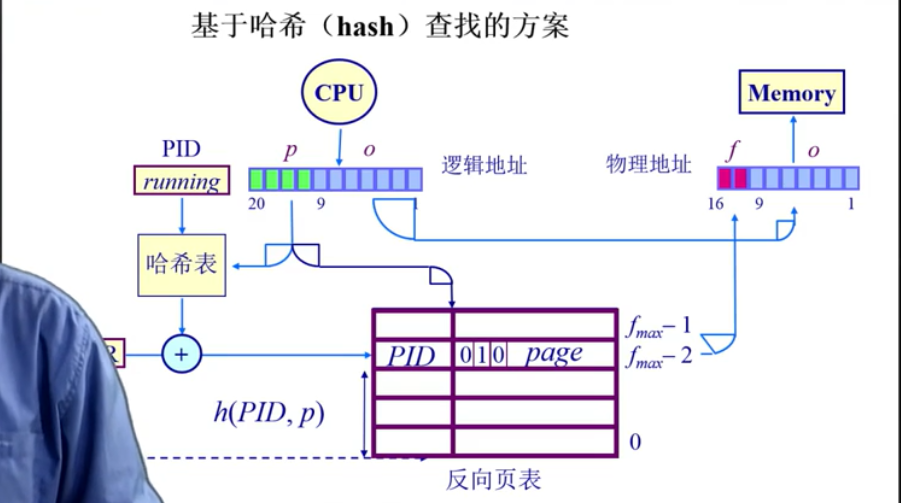 基于哈希（hash）查找的方案
CPU
Memory
PID
p
o
逻辑地址
物理地址
f
o
running
20
9
1
16
9
1
哈希表
+
R
PID
0 1 0
page
fmax– 1
fmax– 2
h(PID, p)
0
反向页表